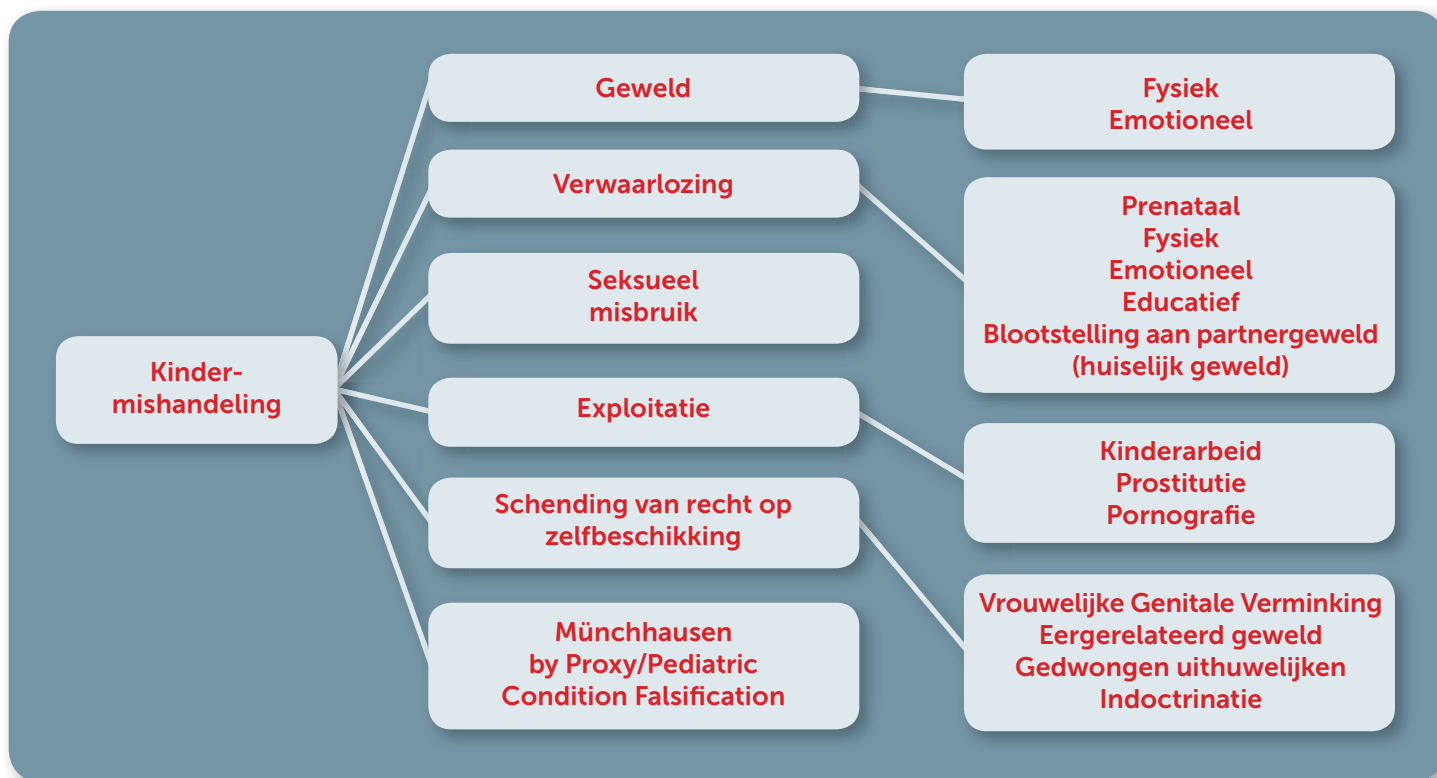 Kinder-
mishandeling
Geweld
Verwaarlozing
Seksueel
misbruik
Exploitatie
Schending van recht op
zelfbeschikking
Münchhausen
by Proxy/Pediatric
Condition Falsification
Fysiek
Emotioneel
Prenataal
Fysiek
Emotioneel
Educatief
Blootstelling aan partnergeweld
(huiselijk geweld)
Kinderarbeid
Prostitutie
Pornografie
Vrouwelijke Genitale Verminking
Eergerelateerd geweld
Gedwongen uithuwelijken
Indoctrinatie